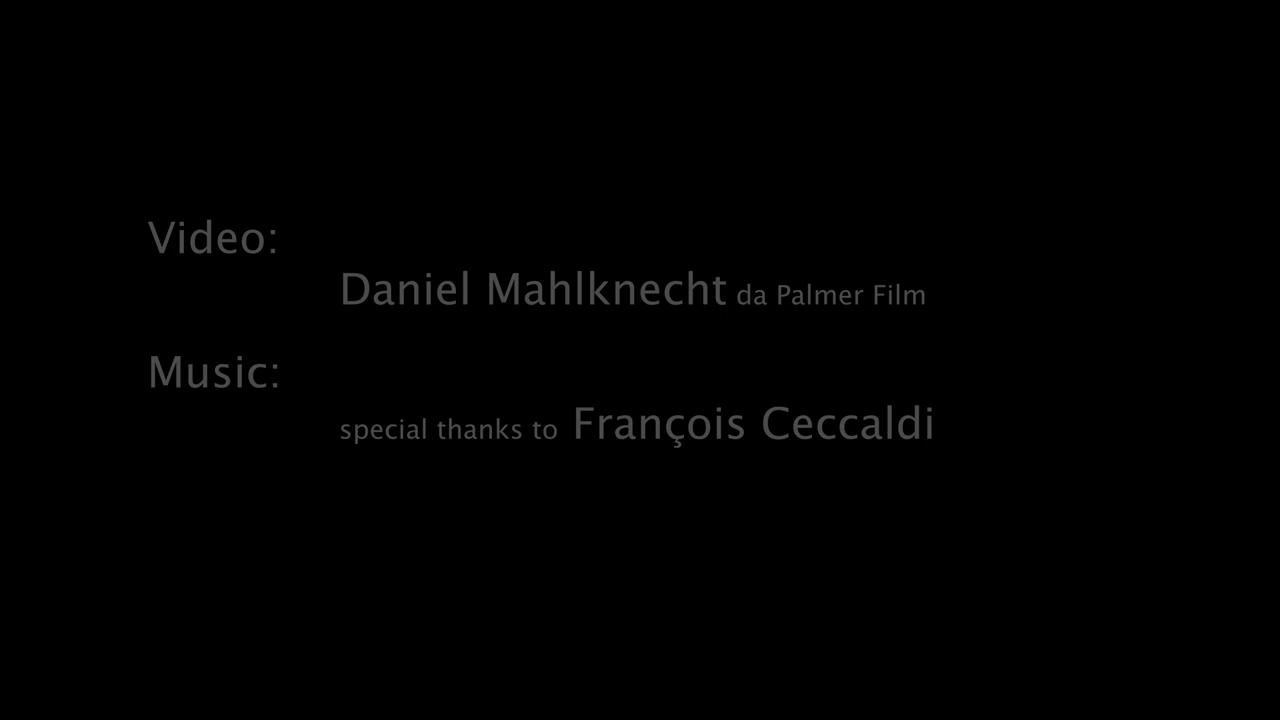 Video:
Daniel Mahlknecht da Palmer Film
Music:
special thanks to François Ceccaldi